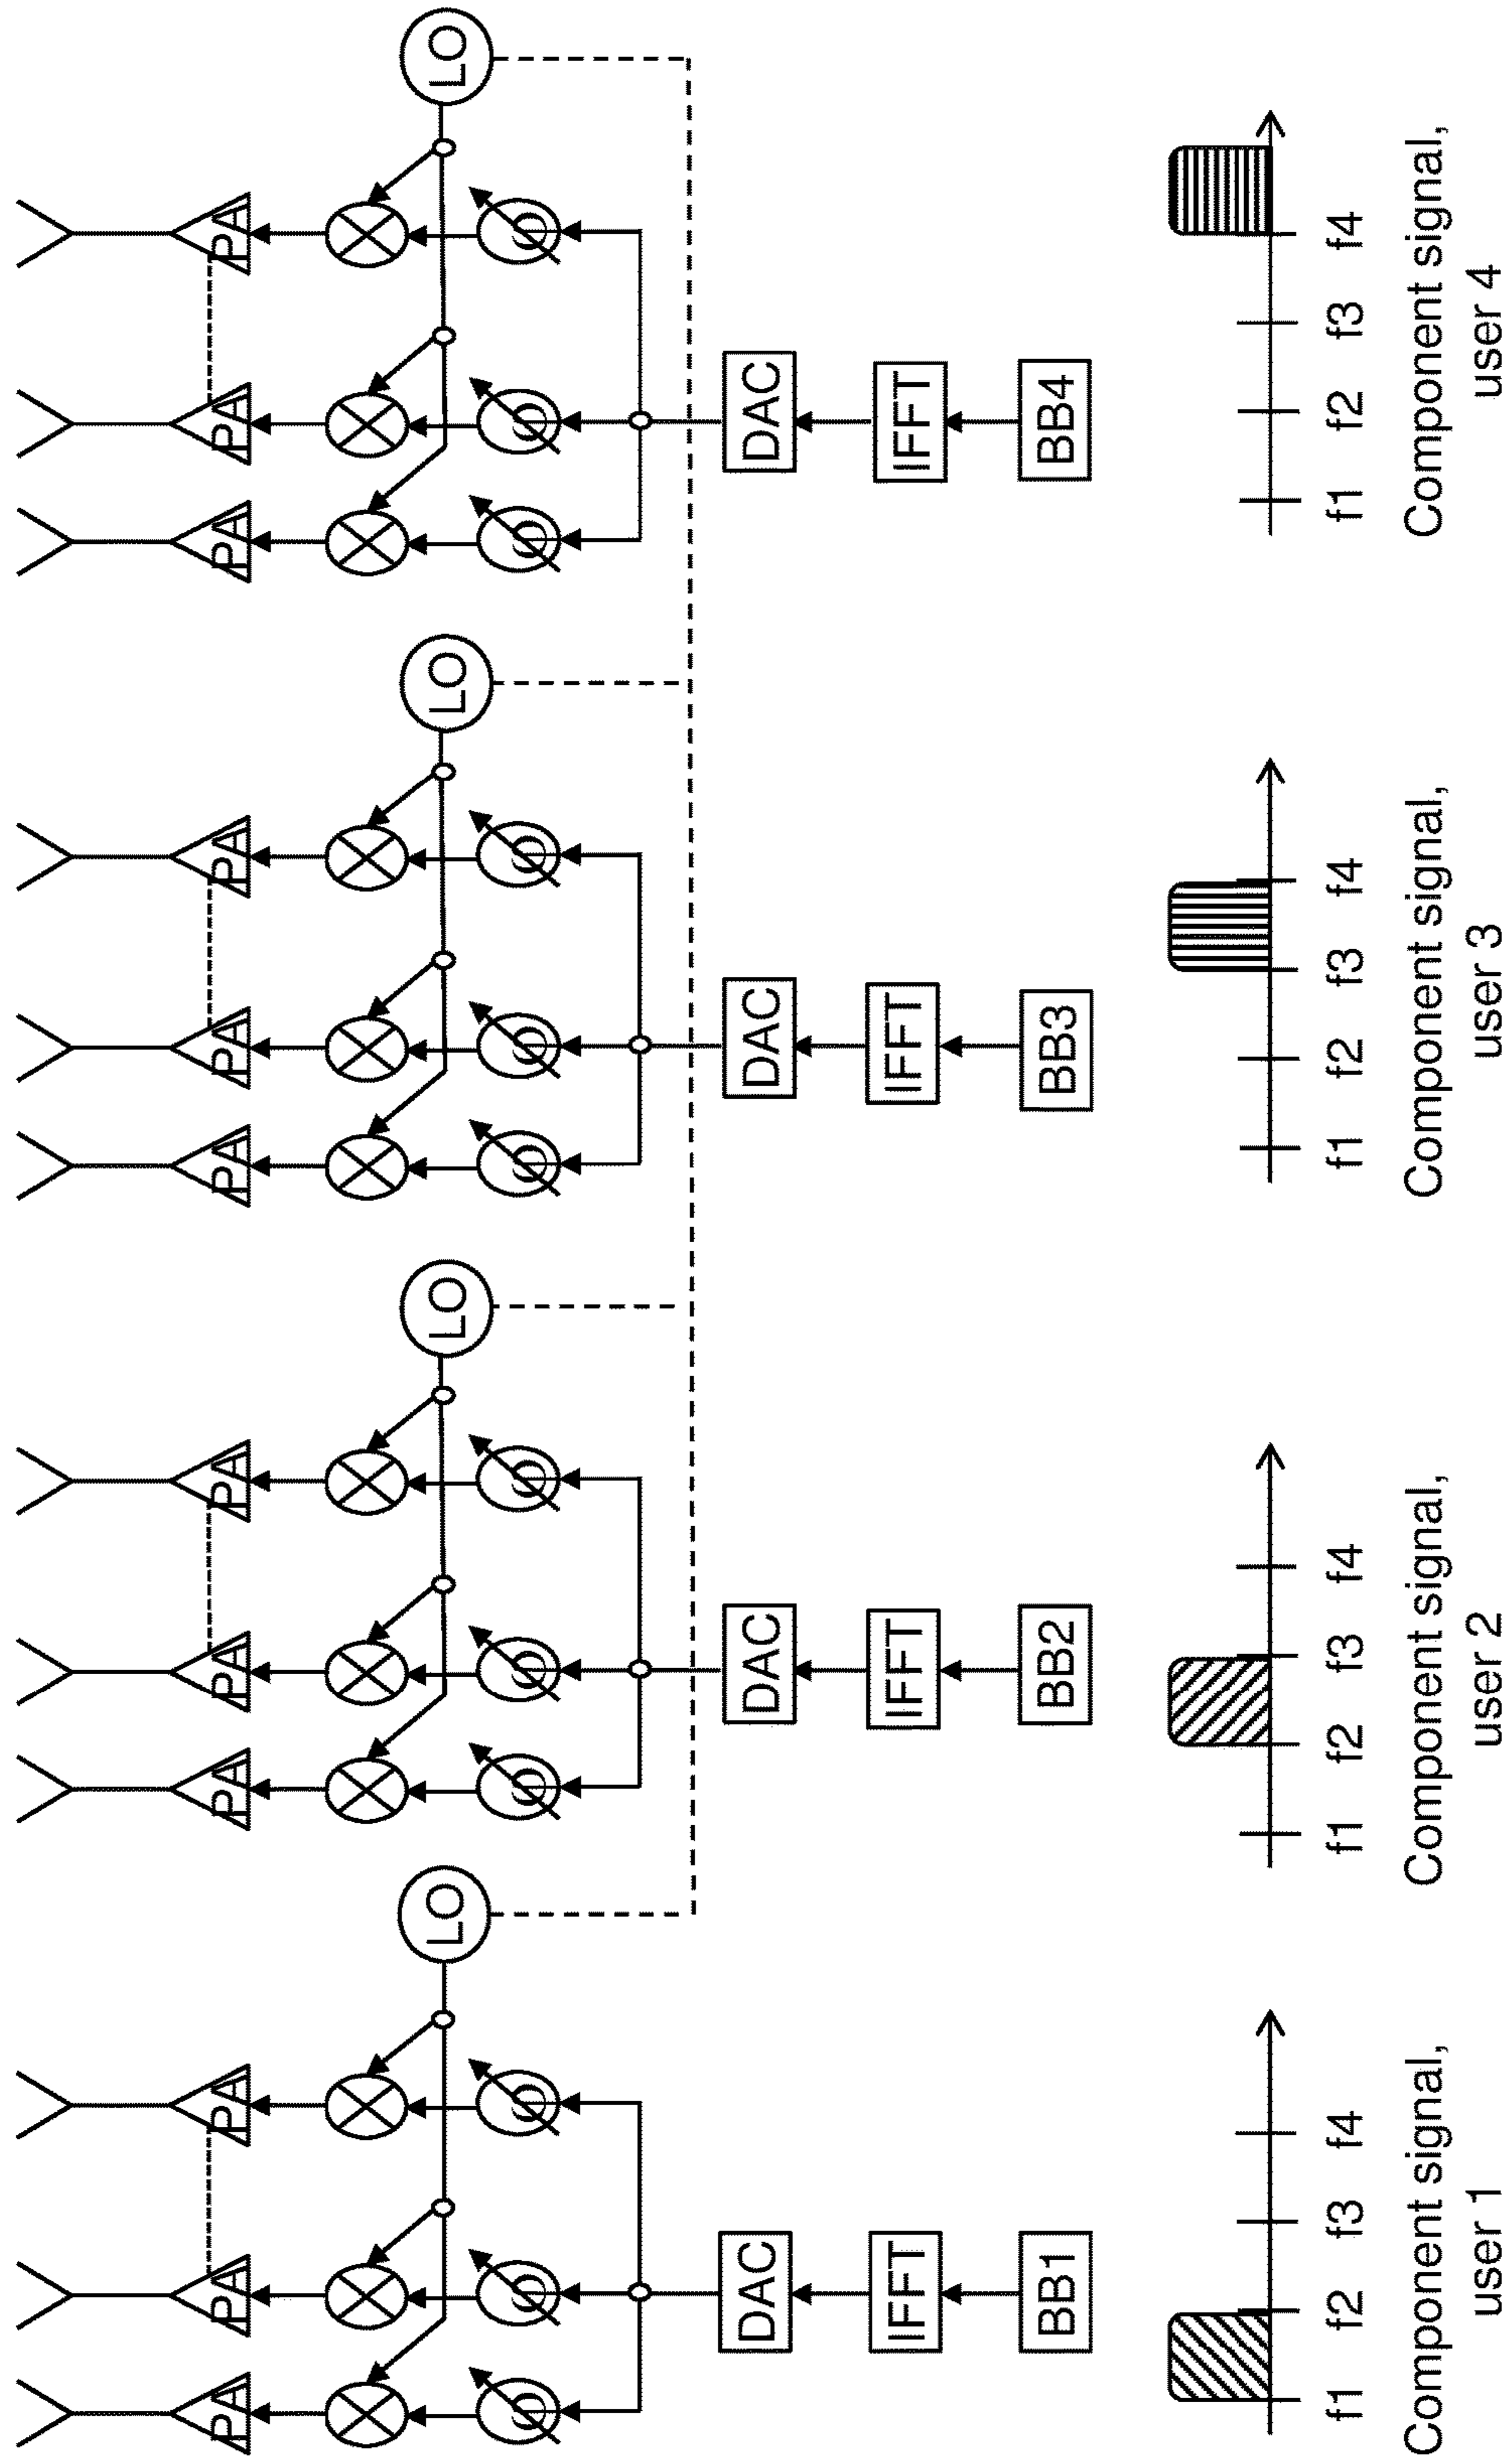 PA PA PA PA PA PA PA PA PA PA PA PA
LO LO LO LO
φ φ φ φ φ φ φ φ φ φ φ φ
DAC DAC DAC DAC
IFFT IFFT IFFT IFFT
BB1 BB2 BB3 BB4
f1 f2 f3 f4 f1 f2 f3 f4 f1 f2 f3 f4 f1 f2 f3 f4
Component signal,
user 1
Component signal,
user 2
Component signal,
user 3
Component signal,
user 4